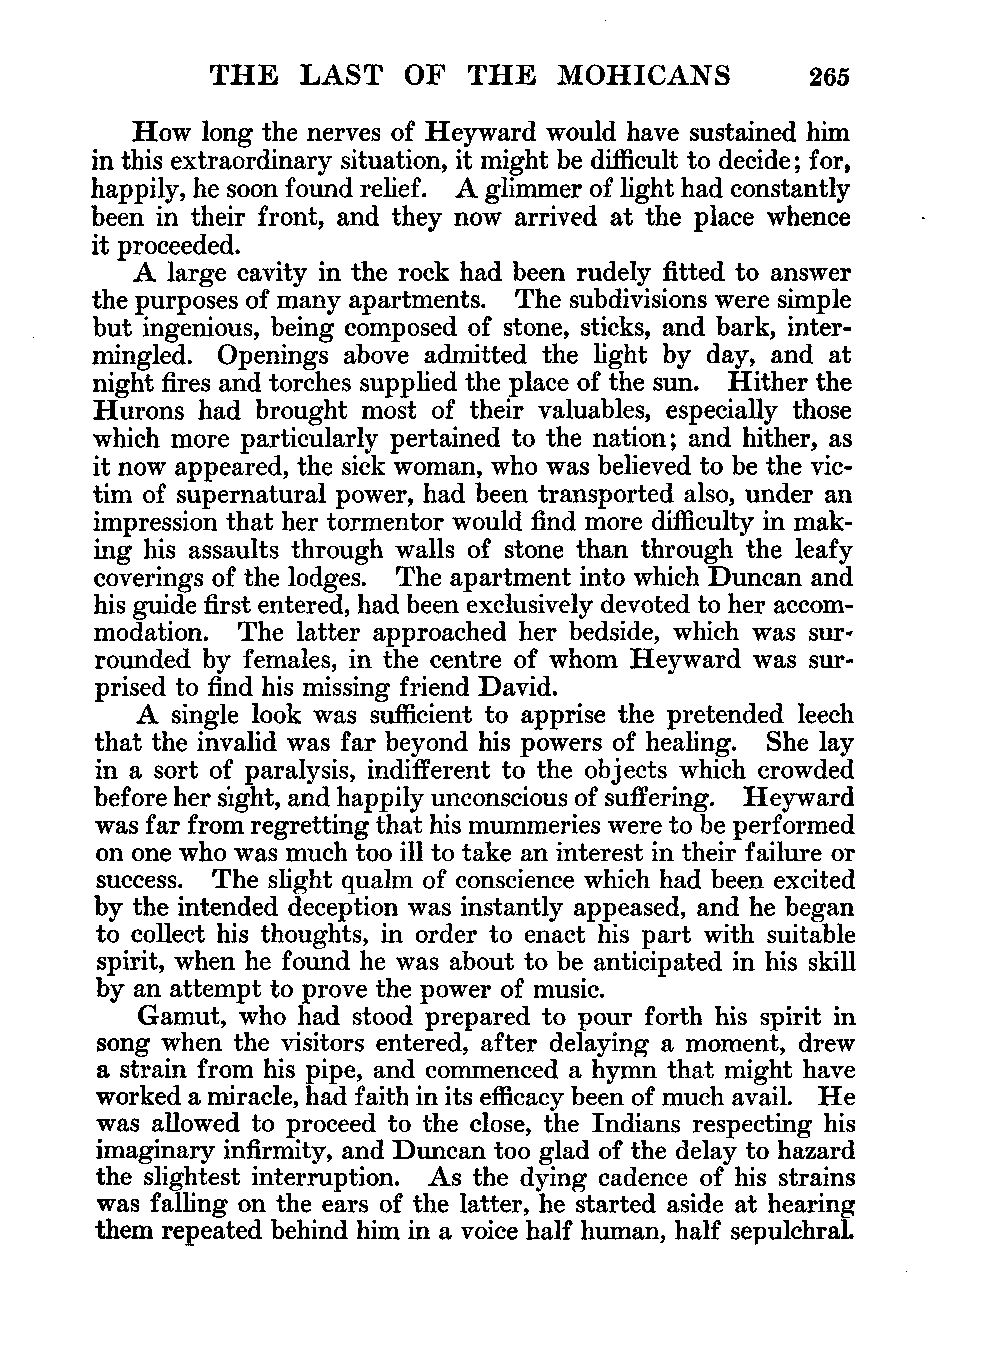 THE LAST OF THE MOHICANS 265
How long the nerves of Heyward would have sustained him
in this extraordinary situation, it might be difficult to decide; for,
happily, he soon found relief. A glimmer of light had constantly
been in their front, and they now arrived at the place whence
it proceeded.
A large cavity in the rock had been rudely fitted to answer
the purposes of many apartments. The subdivisions were simple
but ingenious, being composed of stone, sticks, and bark, inter-
mingled. Openings above admitted the light by day, and at
night fires and torches supplied the place of the sun. Hither the
Hurons had brought most of their valuables, especially those
which more particularly pertained to the nation; and hither, as
it now appeared, the sick woman, who was believed to be the vic-
tim of supernatural power, had been transported also, under an
impression that her tormentor would find more difficulty in mak-
ing his assaults through walls of stone than through the leafy
coverings of the lodges. The apartment into which Duncan and
his guide first entered, had been exclusively devoted to her accom-
modation. The latter approached her bedside, which was sur-
rounded by females, in the centre of whom Heyward was sur-
prised to find his missing friend David.
A single look was sufficient to apprise the pretended leech
that the invalid was far beyond his powers of healing. She lay
in a sort of paralysis, indifferent to the objects which crowded
before her sight, and happily unconscious of suffering. Heyward
was far from regretting that his mummeries were to be performed
on one who was much too ill to take an interest in their failure or
success. The slight qualm of conscience which had been excited
by the intended deception was instantly appeased, and he began
to collect his thoughts, in order to enact his part with suitable
spirit, when he found he was about to be anticipated in his skill
by an attempt to prove the power of music.
Gamut, who had stood prepared to pour forth his spirit in
song when the visitors entered, after delaying a moment, drew
a strain from his pipe, and commenced a hymn that might have
worked a miracle, had faith in its efficacy been of much avail. He
was allowed to proceed to the close, the Indians respecting his
imaginary infirmity, and Duncan too glad of the delay to hazard
the slightest interruption. As the dying cadence of his strains
was falling on the ears of the latter, he started aside at hearing
them repeated behind him in a voice half human, half sepulchral.